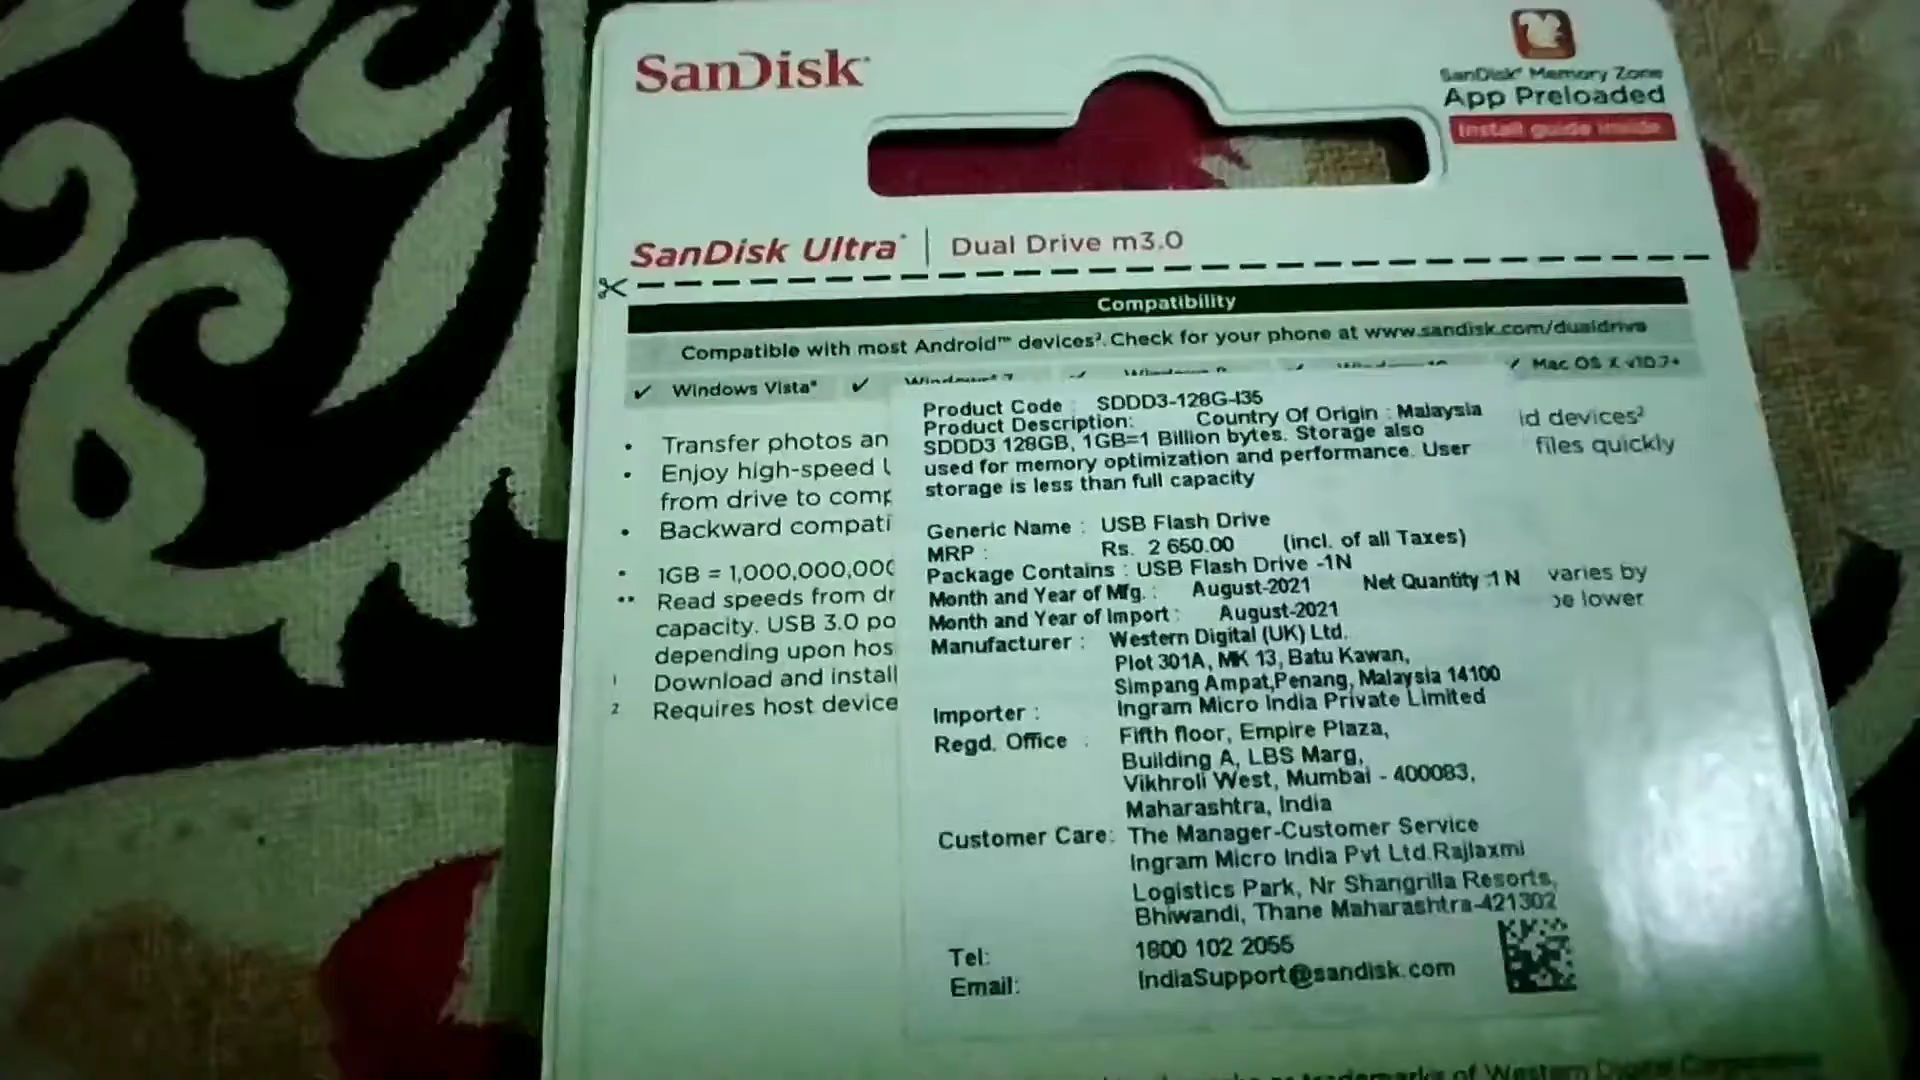 SanDisk
SanDisk® Memory Zone
App Preloaded
Install guide inside
SanDisk Ultra® | Dual Drive m3.0
Compatibility
Compatible with most Android™ devices². Check for your phone at www.sandisk.com/dualdrive
✓ Windows Vista® ✓ Windows® 7 ✓ ✓ ✓ Mac OS X v10.7+
• Transfer photos an
id devices²
• Enjoy high-speed
files quickly
from drive to comp
• Backward compati
* 1GB = 1,000,000,000
** Read speeds from dr
varies by
capacity. USB 3.0 po
be lower
depending upon hos
1 Download and install
2 Requires host device
Product Code : SDDD3-128G-I35
Product Description: Country Of Origin : Malaysia
SDDD3 128GB, 1GB=1 Billion bytes. Storage also
used for memory optimization and performance. User
storage is less than full capacity
Generic Name : USB Flash Drive
MRP : Rs. 2 650.00 (incl. of all Taxes)
Package Contains : USB Flash Drive -1N
Month and Year of Mfg. : August-2021 Net Quantity :1 N
Month and Year of Import : August-2021
Manufacturer : Western Digital (UK) Ltd.
Plot 301A, MK 13, Batu Kawan,
Simpang Ampat,Penang, Malaysia 14100
Importer : Ingram Micro India Private Limited
Regd. Office : Fifth floor, Empire Plaza,
Building A, LBS Marg,
Vikhroli West, Mumbai - 400083,
Maharashtra, India
Customer Care: The Manager-Customer Service
Ingram Micro India Pvt Ltd.Rajlaxmi
Logistics Park, Nr Shangrilla Resorts,
Bhiwandi, Thane Maharashtra-421302
Tel: 1800 102 2055
Email: IndiaSupport@sandisk.com
trademarks of Western Digital Corporation